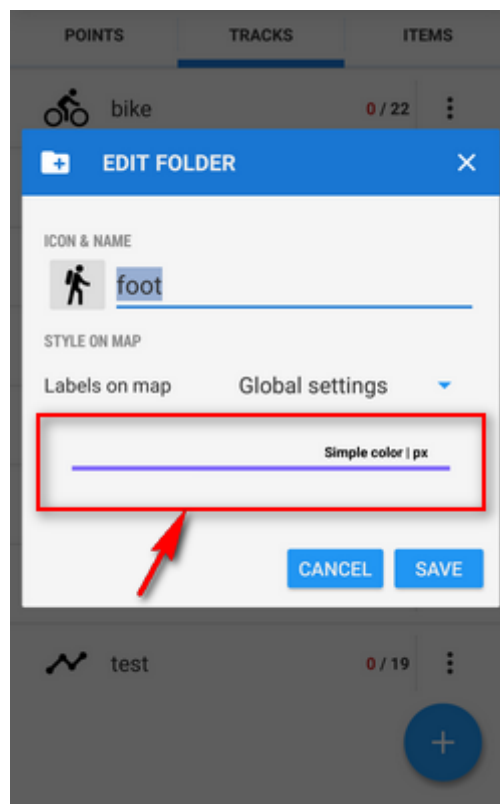 POINTS TRACKS ITEMS
bike 0 / 22
EDIT FOLDER
ICON & NAME
foot
STYLE ON MAP
Labels on map Global settings
Simple color | px
CANCEL SAVE
test 0 / 19